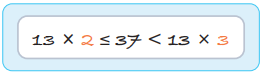 13 × 2 ≤ 37 < 13 × 3